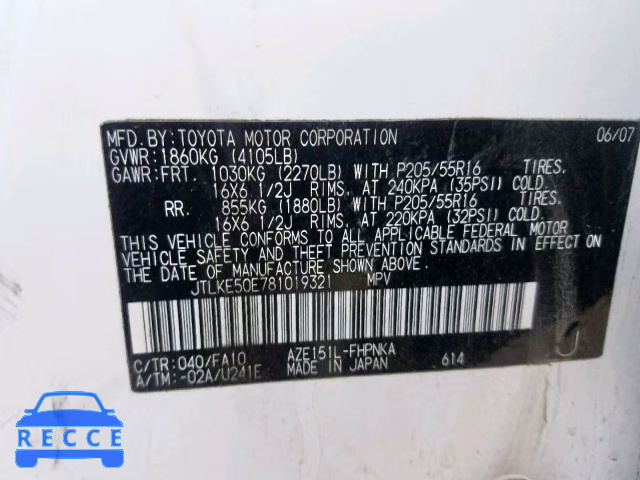 MFD. BY: TOYOTA MOTOR CORPORATION 06/07
GVWR: 1860KG (4105LB)
GAWR: FRT. 1030KG (2270LB) WITH P205/55R16 TIRES,
16X6 1/2J RIMS, AT 240KPA (35PSI) COLD.
RR. 855KG (1880LB) WITH P205/55R16 TIRES,
16X6 1/2J RIMS, AT 220KPA (32PSI) COLD.
THIS VEHICLE CONFORMS TO ALL APPLICABLE FEDERAL MOTOR
VEHICLE SAFETY AND THEFT PREVENTION STANDARDS IN EFFECT ON
THE DATE OF MANUFACTURE SHOWN ABOVE.
JTLKE50E781019321 MPV
C/TR: 040/FA10 AZE151L-FHPNKA
A/TM: -02A/U241E MADE IN JAPAN 614 U
RECCE